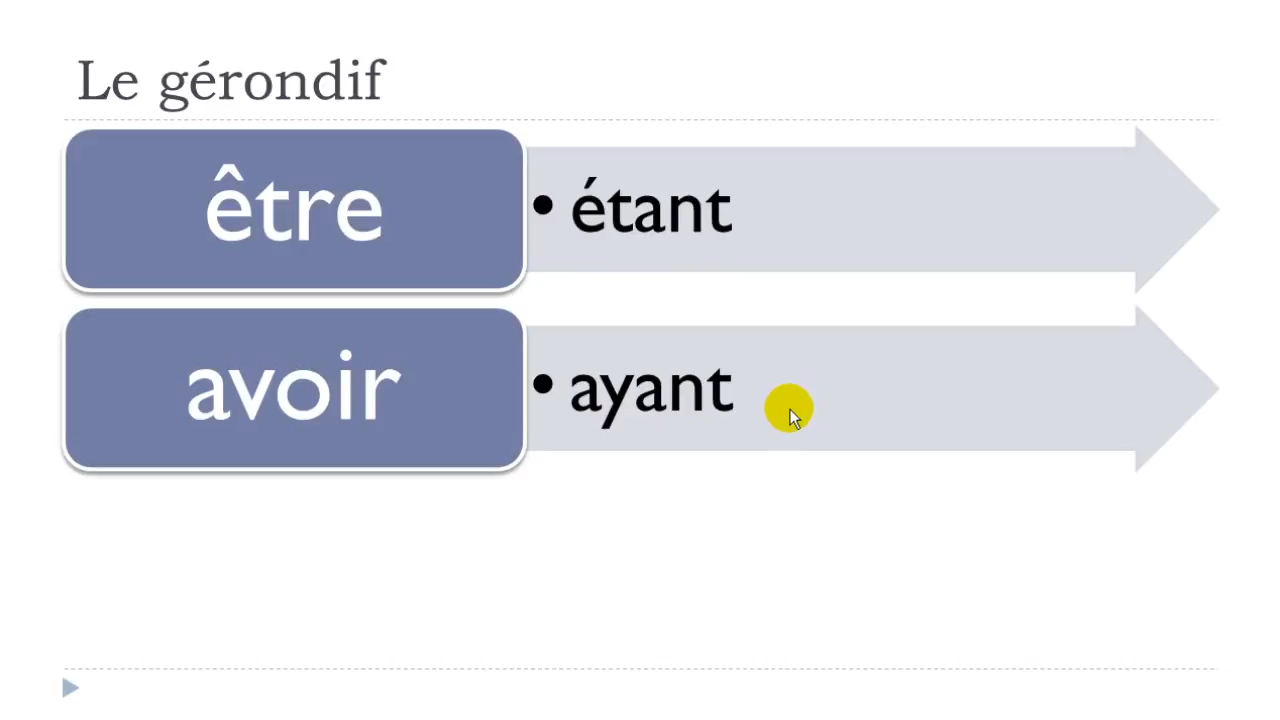 Le gérondif
être
• étant
avoir
• ayant